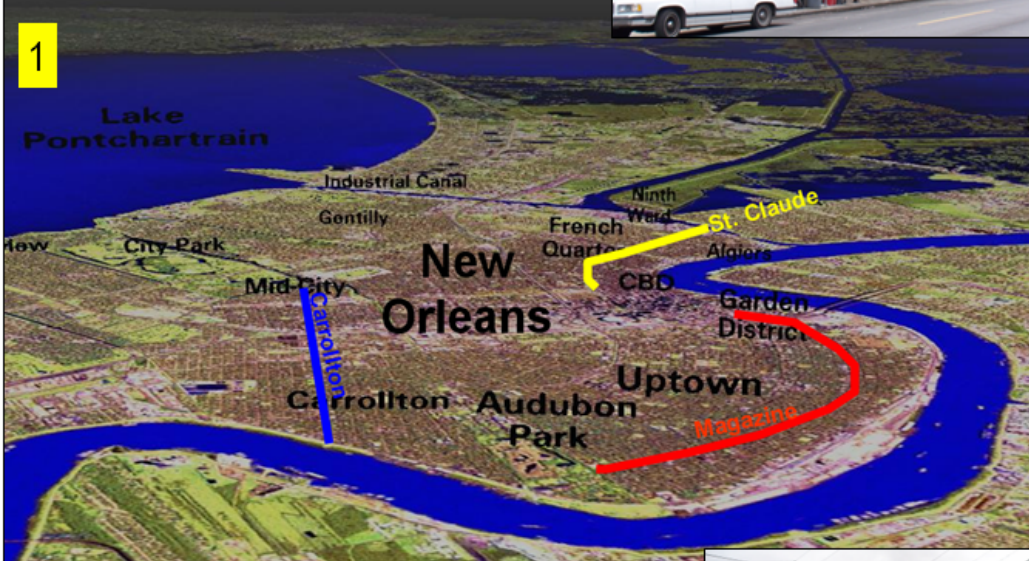 1
Lake
Pontchartrain
Industrial Canal
Gentilly
Ninth
Ward
St. Claude
French
Quarte
City Park
Algiers
New
Orleans
CBD
Mid-City
Garden
District
Carrollton
Uptown
Carrollton
Audubon
Park
Magazine